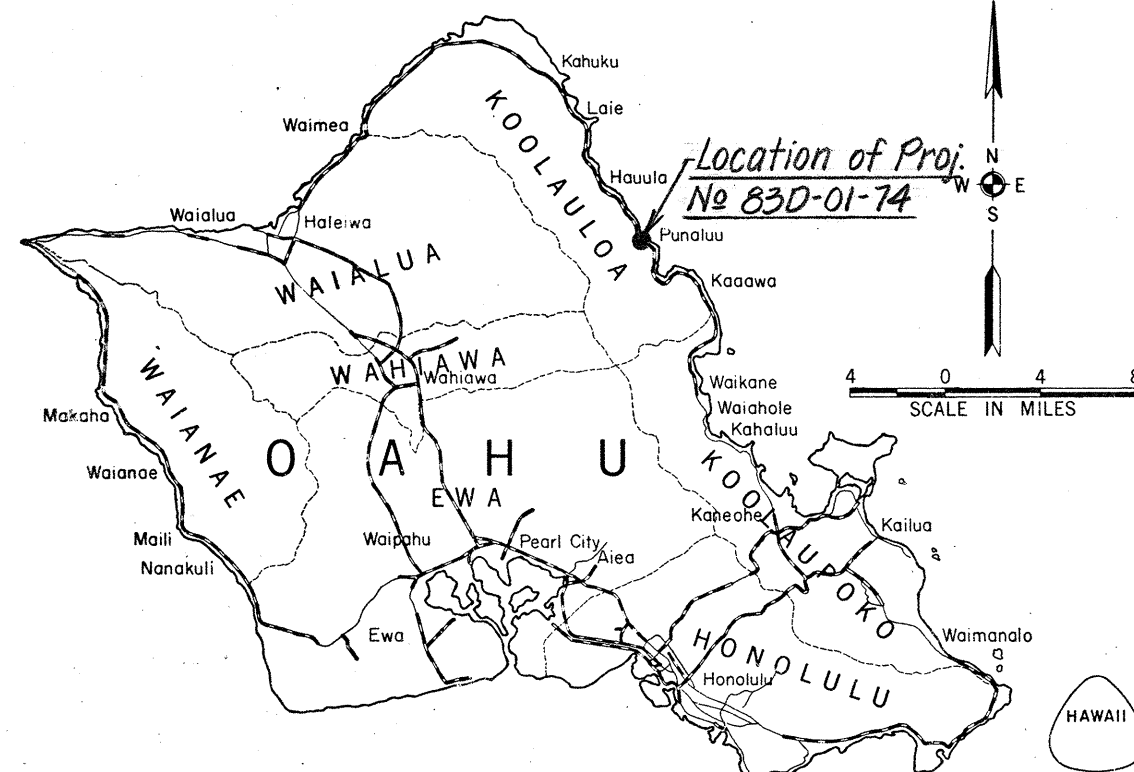 Kahuku
Laie
Waimea
KOOLAULOA
Location of Proj.
No 83D-01-74
N
W E
S
Hauula
Waialua
Haleiwa
Punaluu
WAIALUA
Kaaawa
WAHIAWA
Wahiawa
WAIANAE
Waikane
4 0 4 8
SCALE IN MILES
Makaha
Waiahole
Kahaluu
OAHU
KOOLAUPOKO
Waianae
EWA
Kaneohe
Kailua
Maili
Waipahu
Pearl City
Aiea
Nanakuli
Ewa
Waimanalo
HONOLULU
Honolulu
HAWAII